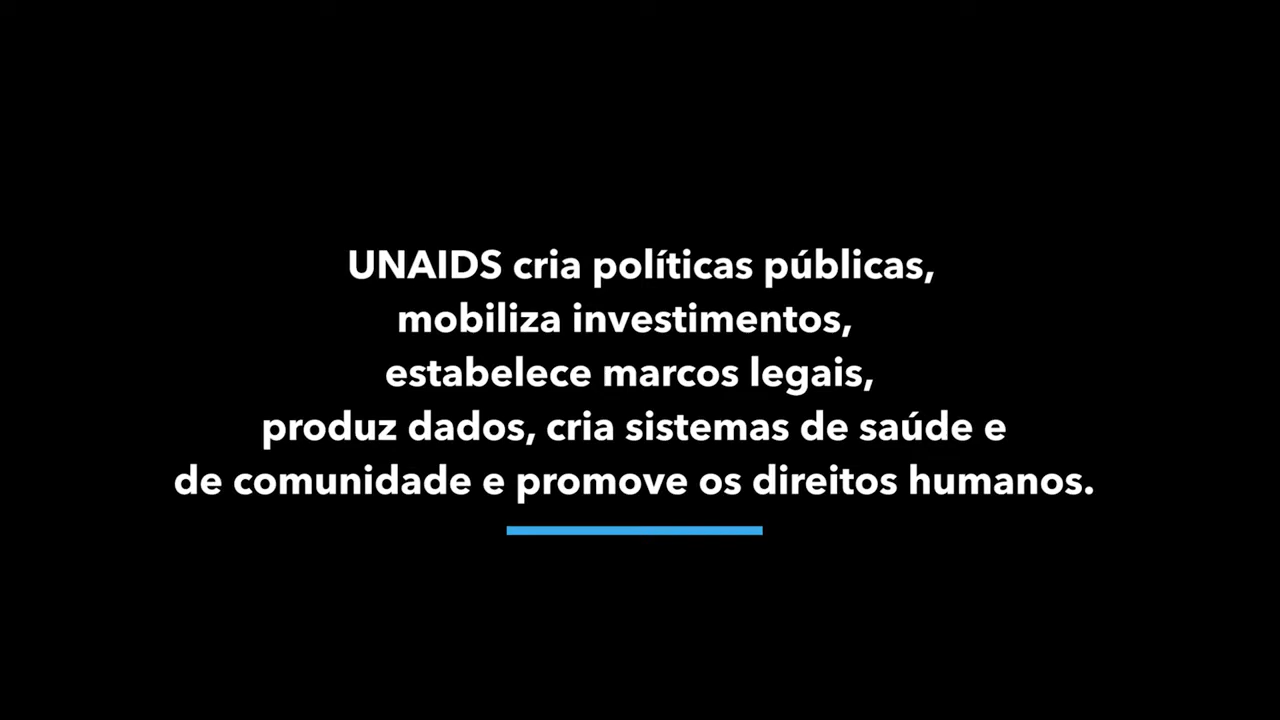 UNAIDS cria políticas públicas,
mobiliza investimentos,
estabelece marcos legais,
produz dados, cria sistemas de saúde e
de comunidade e promove os direitos humanos.